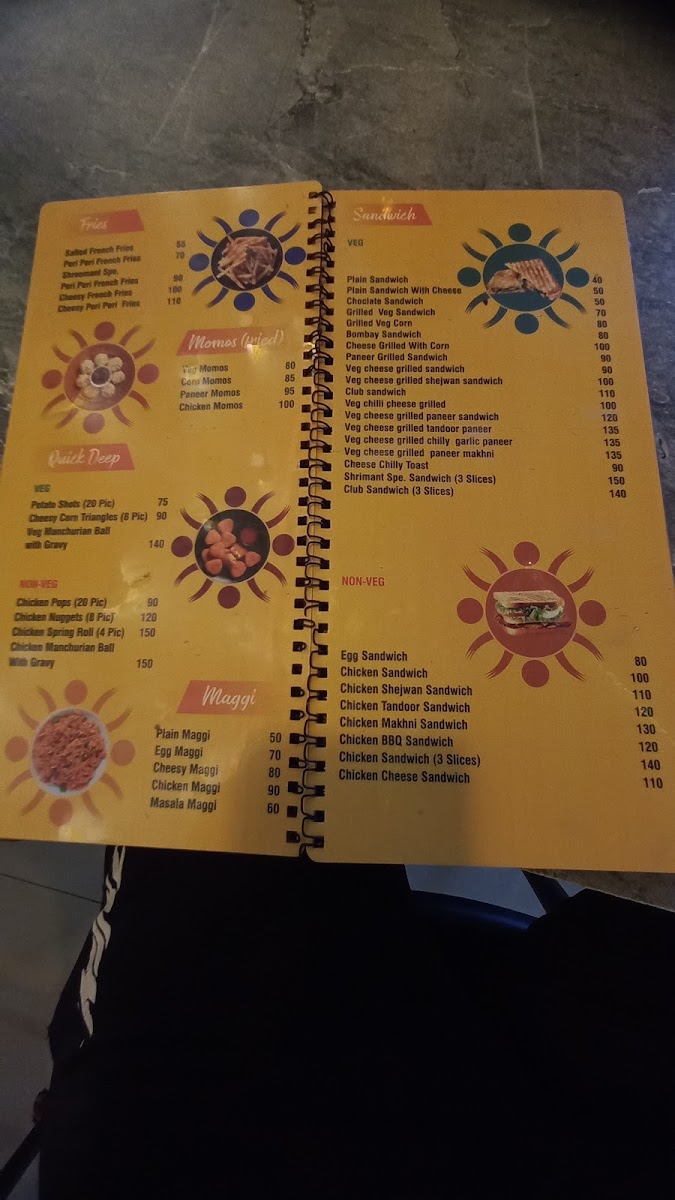 Fries
Salted French Fries 55
Peri Peri French Fries 70
Shreemant Spe.
Peri Peri French Fries 90
Cheesy French Fries 100
Cheesy Peri Peri Fries 110
Momos (fried)
Veg Momos 80
Corn Momos 85
Paneer Momos 95
Chicken Momos 100
Quick Deep
VEG
Potato Shots (20 Pic) 75
Cheesy Corn Triangles (8 Pic) 90
Veg Manchurian Ball
with Gravy 140
NON-VEG
Chicken Pops (20 Pic) 90
Chicken Nuggets (8 Pic) 120
Chicken Spring Roll (4 Pic) 150
Chicken Manchurian Ball
With Gravy 150
Maggi
Plain Maggi 50
Egg Maggi 70
Cheesy Maggi 80
Chicken Maggi 90
Masala Maggi 60
Sandwich
VEG
Plain Sandwich 40
Plain Sandwich With Cheese 50
Choclate Sandwich 50
Grilled Veg Sandwich 70
Grilled Veg Corn 80
Bombay Sandwich 80
Cheese Grilled With Corn 100
Paneer Grilled Sandwich 90
Veg cheese grilled sandwich 90
Veg cheese grilled shejwan sandwich 100
Club sandwich 110
Veg chilli cheese grilled 100
Veg cheese grilled paneer sandwich 120
Veg cheese grilled tandoor paneer 135
Veg cheese grilled chilly garlic paneer 135
Veg cheese grilled paneer makhni 135
Cheese Chilly Toast 90
Shrimant Spe. Sandwich (3 Slices) 150
Club Sandwich (3 Slices) 140
NON-VEG
Egg Sandwich 80
Chicken Sandwich 100
Chicken Shejwan Sandwich 110
Chicken Tandoor Sandwich 120
Chicken Makhni Sandwich 130
Chicken BBQ Sandwich 120
Chicken Sandwich (3 Slices) 140
Chicken Cheese Sandwich 110